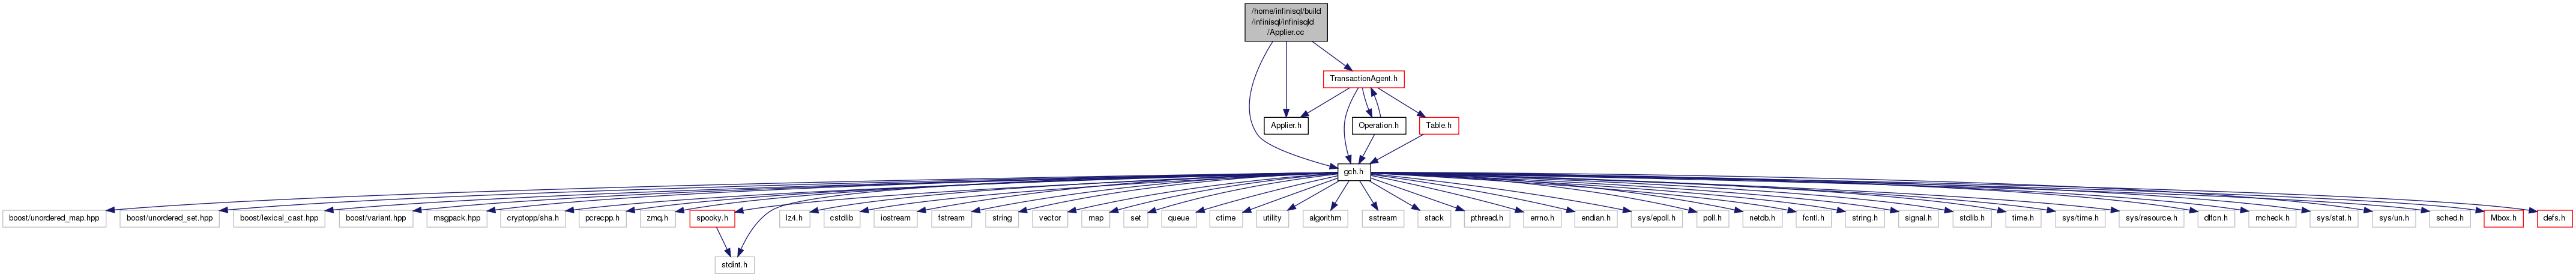 /home/infinisql/build
/infinisql/infinisqld
/Applier.cc
TransactionAgent.h
Applier.h
Operation.h
Table.h
gch.h
boost/unordered_map.hpp
boost/unordered_set.hpp
boost/lexical_cast.hpp
boost/variant.hpp
msgpack.hpp
cryptopp/sha.h
pcrecpp.h
zmq.h
spooky.h
lz4.h
cstdlib
iostream
fstream
string
vector
map
set
queue
ctime
utility
algorithm
sstream
stack
pthread.h
errno.h
endian.h
sys/epoll.h
poll.h
netdb.h
fcntl.h
string.h
signal.h
stdlib.h
time.h
sys/time.h
sys/resource.h
dlfcn.h
mcheck.h
sys/stat.h
sys/un.h
sched.h
Mbox.h
defs.h
stdint.h